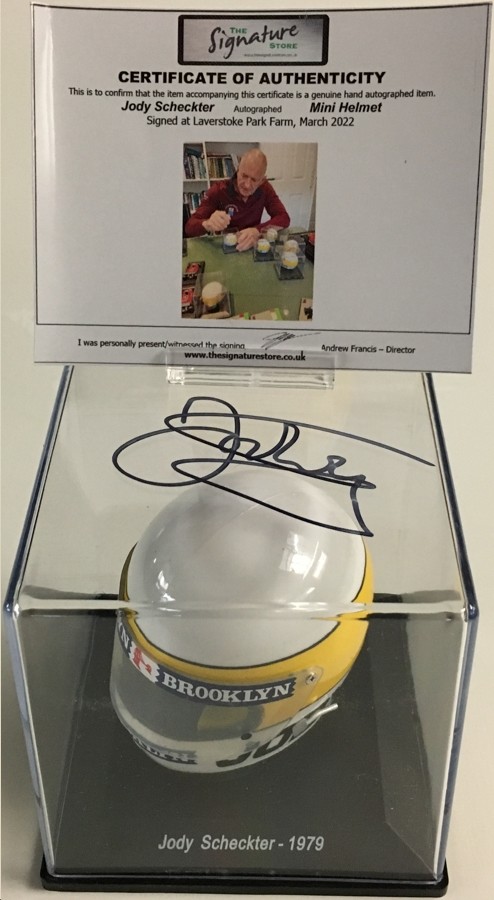 THE
Signature
STORE
CERTIFICATE OF AUTHENTICITY
This is to confirm that the item accompanying this certificate is a genuine hand autographed item.
Jody Scheckter Autographed Mini Helmet
Signed at Laverstoke Park Farm, March 2022
I was personally present/witnessed the signing Andrew Francis – Director
www.thesignaturestore.co.uk
Jody
BROOKLYN
Jody Scheckter - 1979